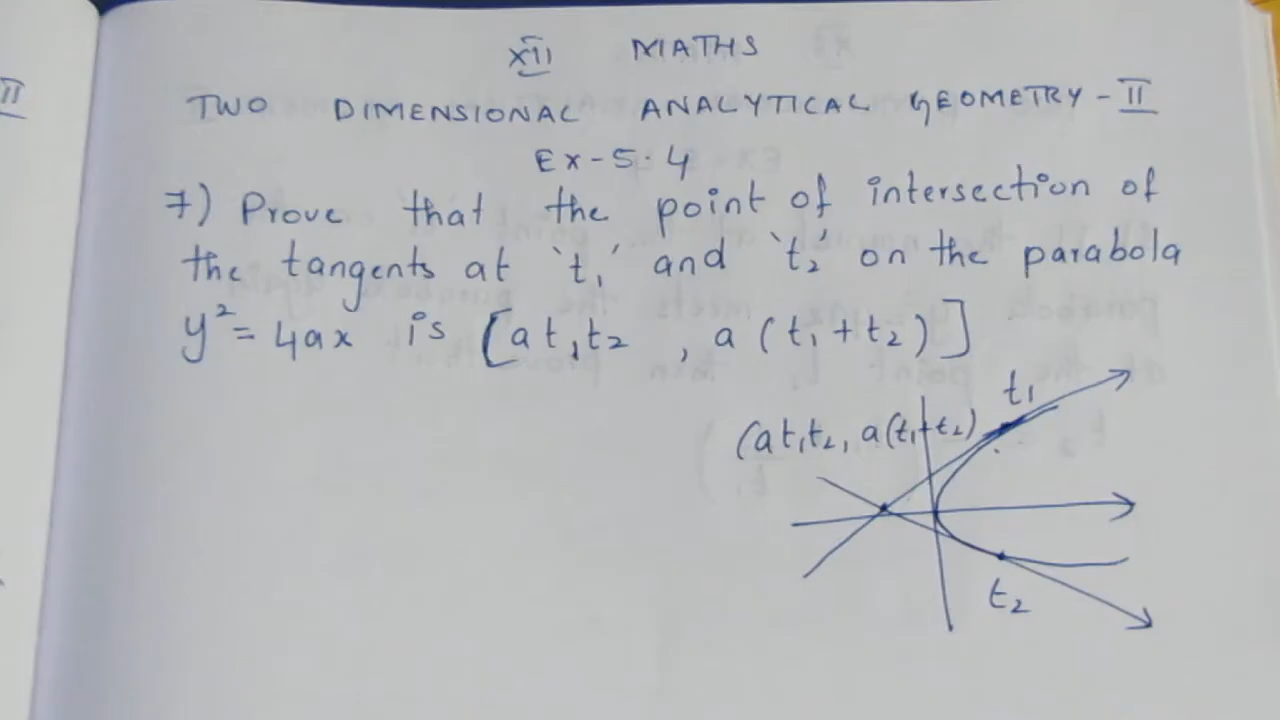 XII MATHS
TWO DIMENSIONAL ANALYTICAL GEOMETRY - II
Ex - 5.4
7) Prove that the point of intersection of
the tangents at 't₁' and 't₂' on the parabola
y² = 4ax is [at₁t₂ , a(t₁+t₂)]
t₁
(at₁t₂, a(t₁+t₂)
t₂
II